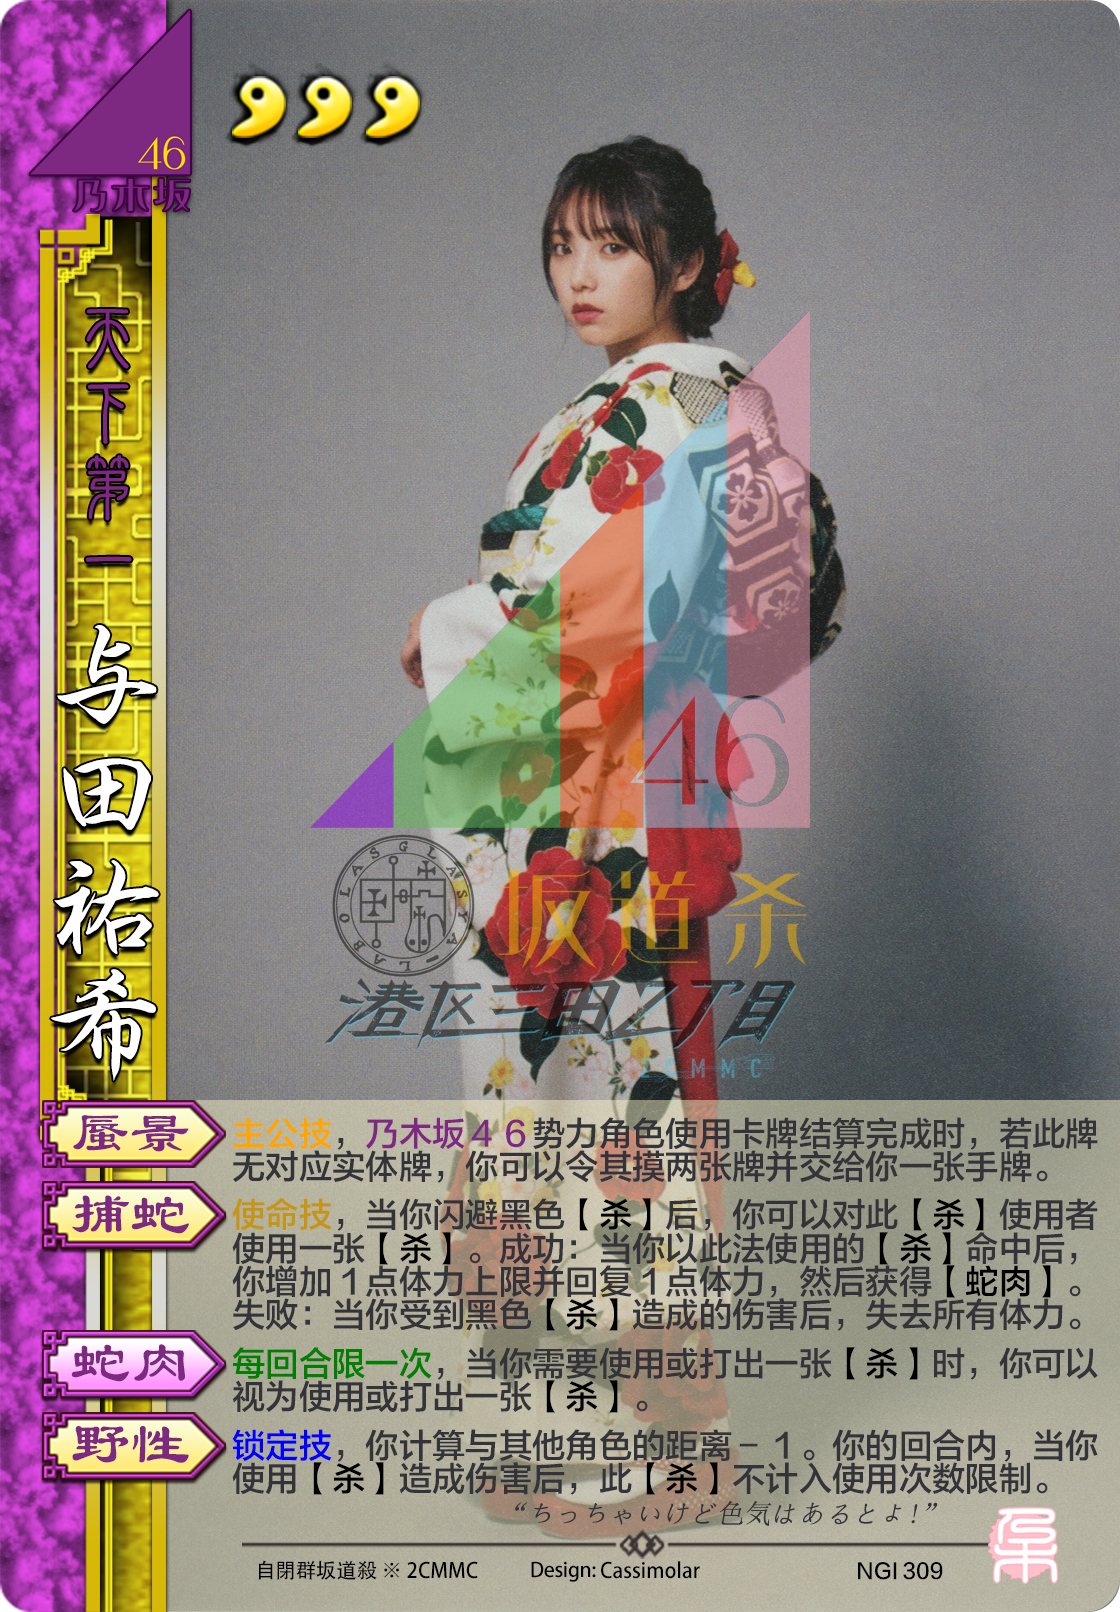 46
乃木坂
天下第一
与田祐希
46
GLASYA-LABOLAS
坂道杀
港区三田乙丁目
2CMMC
蜃景
主公技，乃木坂４６势力角色使用卡牌结算完成时，若此牌
无对应实体牌，你可以令其摸两张牌并交给你一张手牌。
捕蛇
使命技，当你闪避黑色【杀】后，你可以对此【杀】使用者
使用一张【杀】。成功：当你以此法使用的【杀】命中后，
你增加１点体力上限并回复１点体力，然后获得【蛇肉】。
失败：当你受到黑色【杀】造成的伤害后，失去所有体力。
蛇肉
每回合限一次，当你需要使用或打出一张【杀】时，你可以
视为使用或打出一张【杀】。
野性
锁定技，你计算与其他角色的距离－１。你的回合内，当你
使用【杀】造成伤害后，此【杀】不计入使用次数限制。
“ちっちゃいけど色気はあるとよ!”
自閉群坂道殺 ※ 2CMMC Design: Cassimolar NGI 309